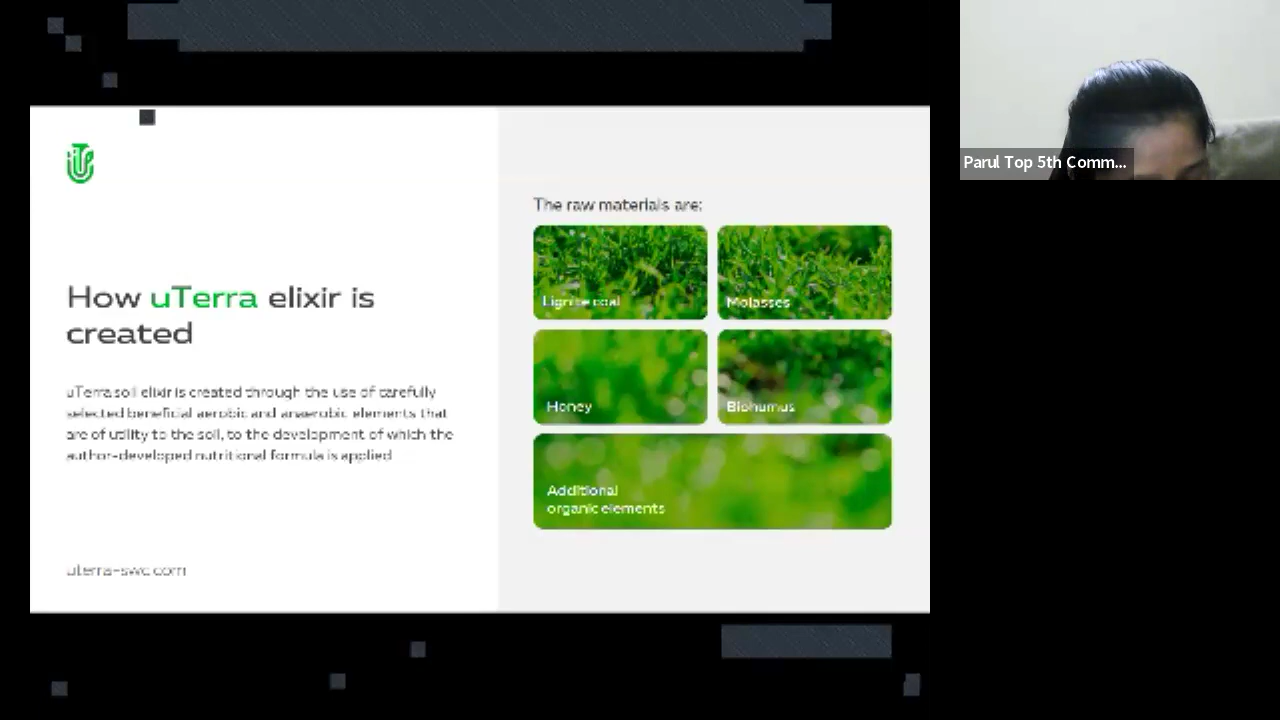 How uTerra elixir is
created
uTerra soil elixir is created through the use of carefully
selected beneficial aerobic and anaerobic elements that
are of utility to the soil, to the development of which the
author-developed nutritional formula is applied
uterra-swc.com
The raw materials are:
Lignite coal
Molasses
Honey
Biohumus
Additional
organic elements
Parul Top 5th Comm...